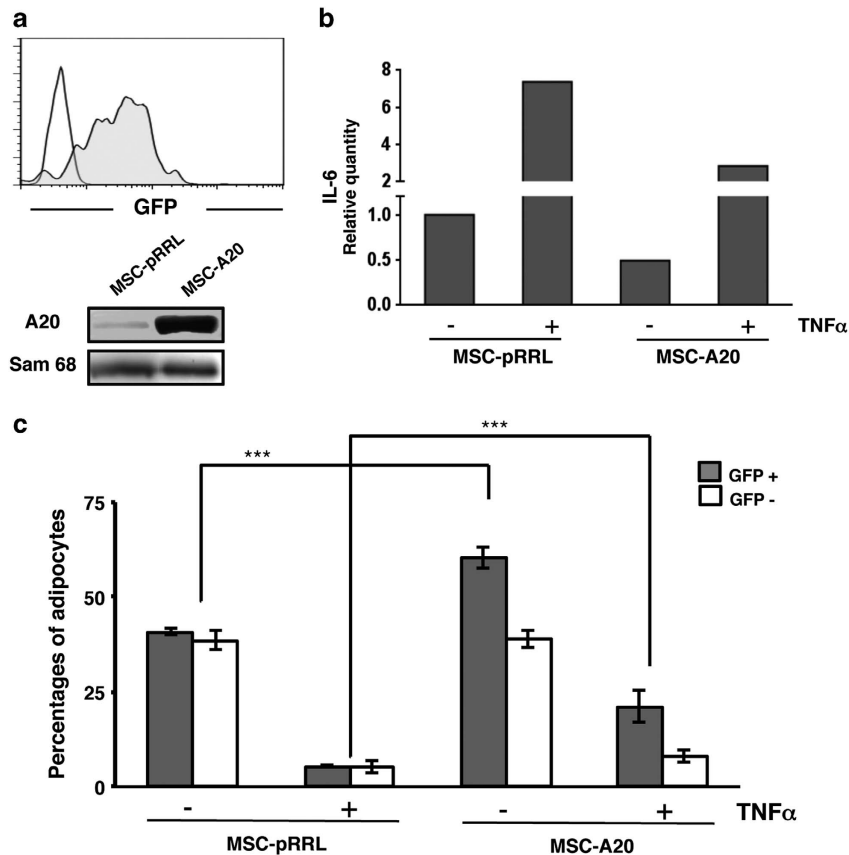 a
GFP
MSC-pRRL
MSC-A20
A20
Sam 68
b
IL-6
Relative quantity
8
6
4
2
1.0
0.5
0.0
- + - + TNFα
MSC-pRRL MSC-A20
c
***
***
GFP +
GFP -
Percentages of adipocytes
75
50
25
0
- + - + TNFα
MSC-pRRL MSC-A20